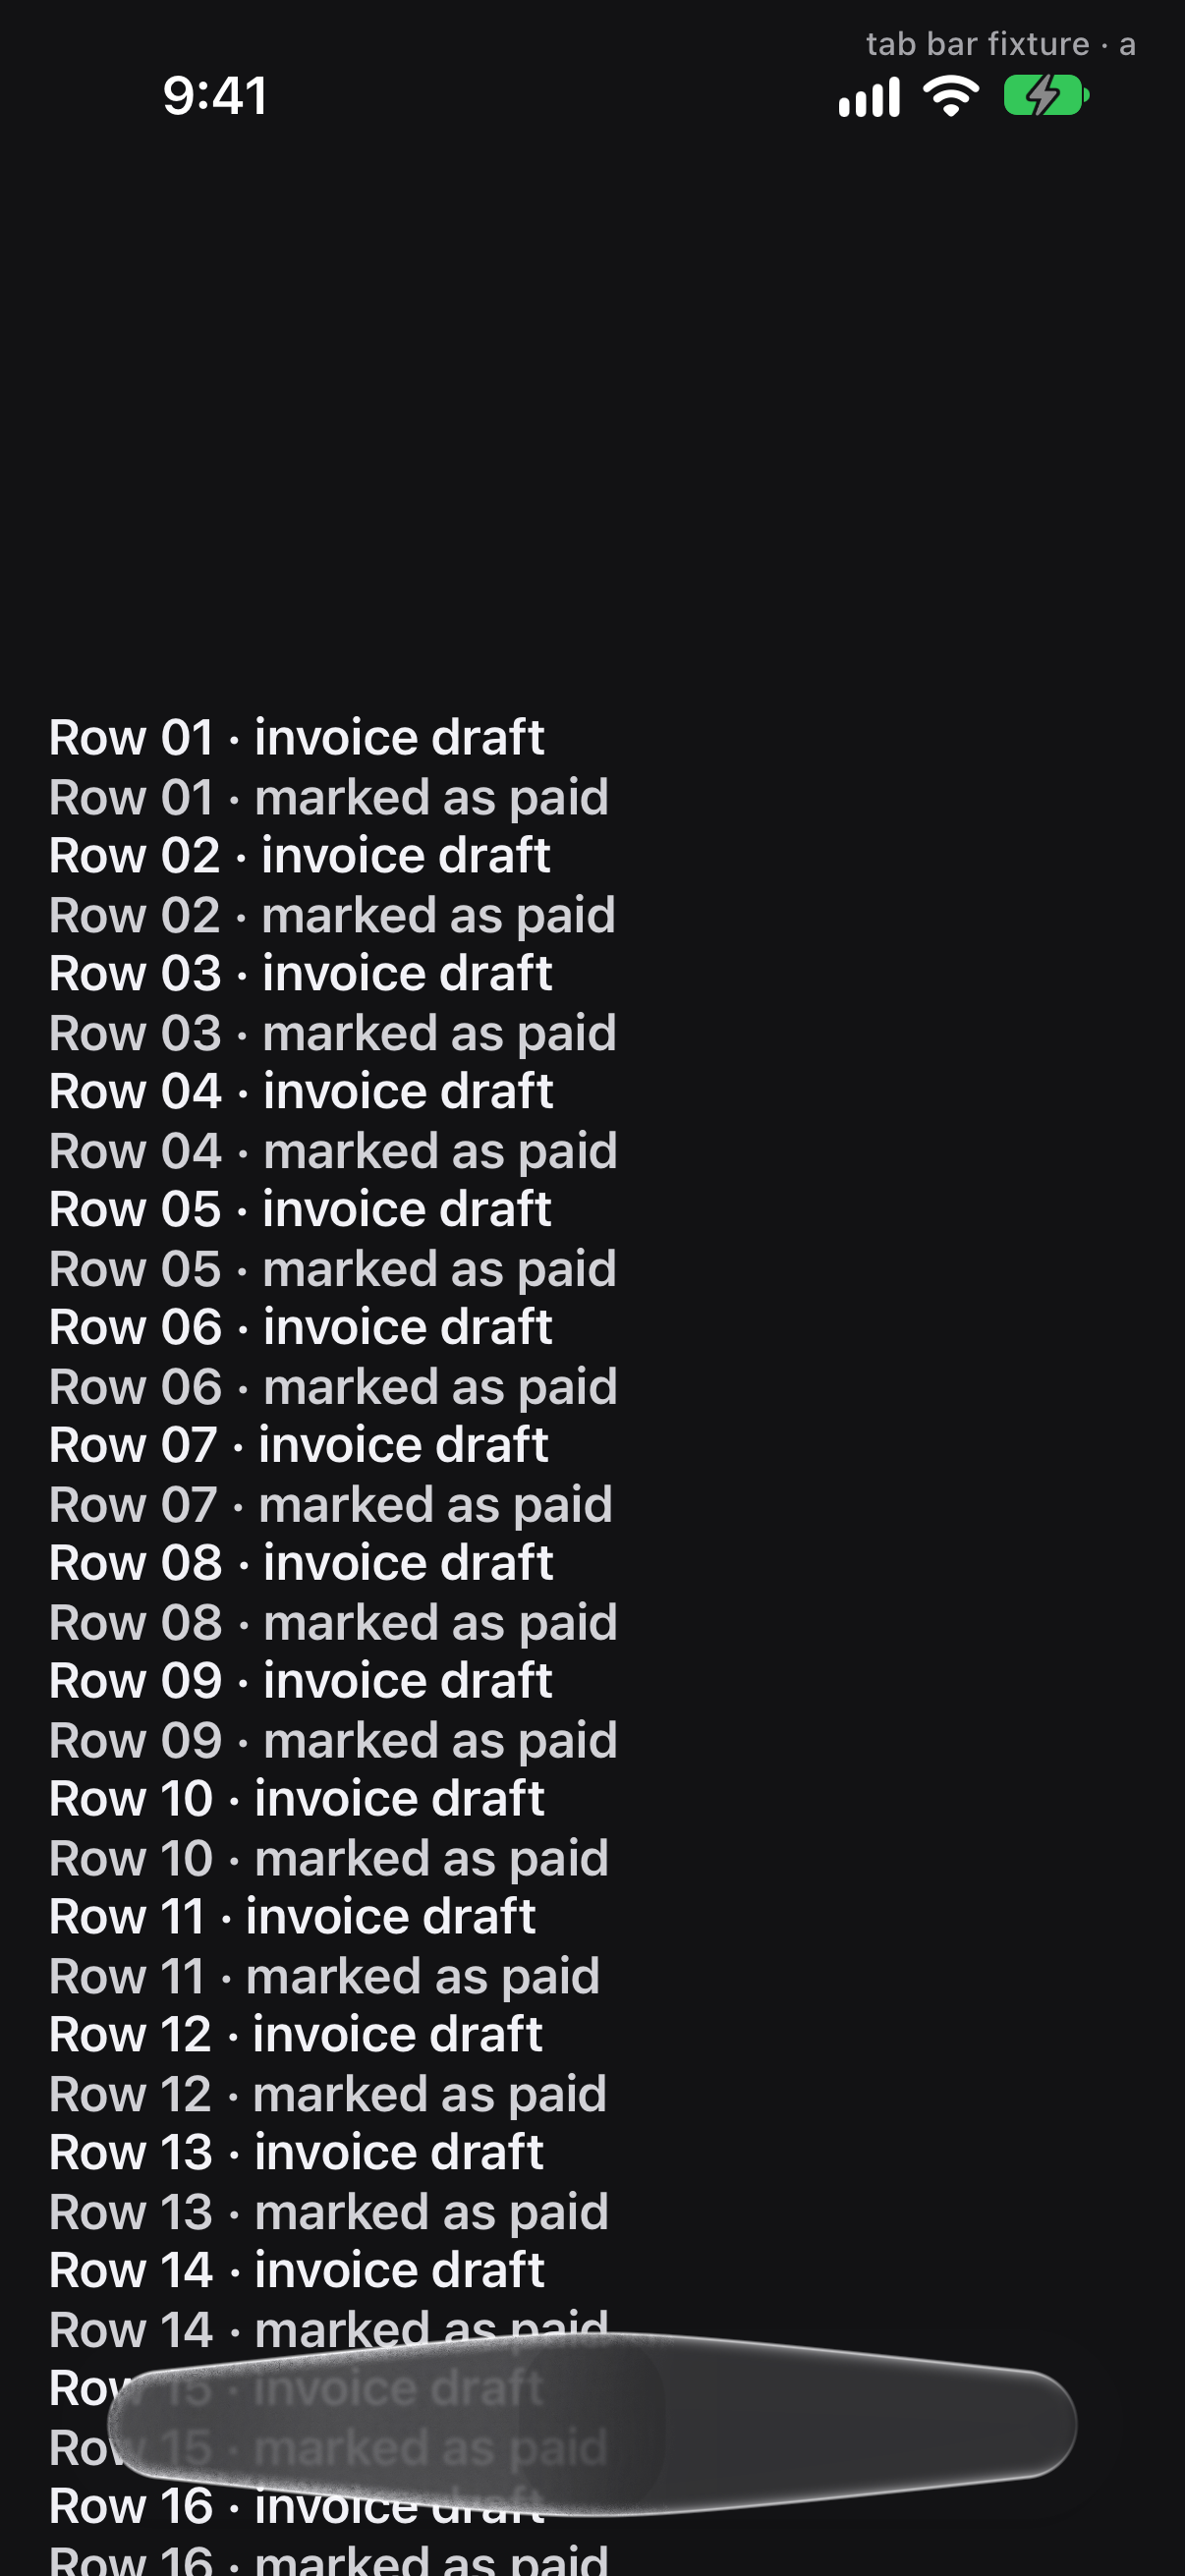 tab bar fixture · a
9:41
Row 01 · invoice draft
Row 01 · marked as paid
Row 02 · invoice draft
Row 02 · marked as paid
Row 03 · invoice draft
Row 03 · marked as paid
Row 04 · invoice draft
Row 04 · marked as paid
Row 05 · invoice draft
Row 05 · marked as paid
Row 06 · invoice draft
Row 06 · marked as paid
Row 07 · invoice draft
Row 07 · marked as paid
Row 08 · invoice draft
Row 08 · marked as paid
Row 09 · invoice draft
Row 09 · marked as paid
Row 10 · invoice draft
Row 10 · marked as paid
Row 11 · invoice draft
Row 11 · marked as paid
Row 12 · invoice draft
Row 12 · marked as paid
Row 13 · invoice draft
Row 13 · marked as paid
Row 14 · invoice draft
Row 14 · marked as paid
Row 15 · invoice draft
Row 15 · marked as paid
Row 16 · invoice draft
Row 16 · marked as paid